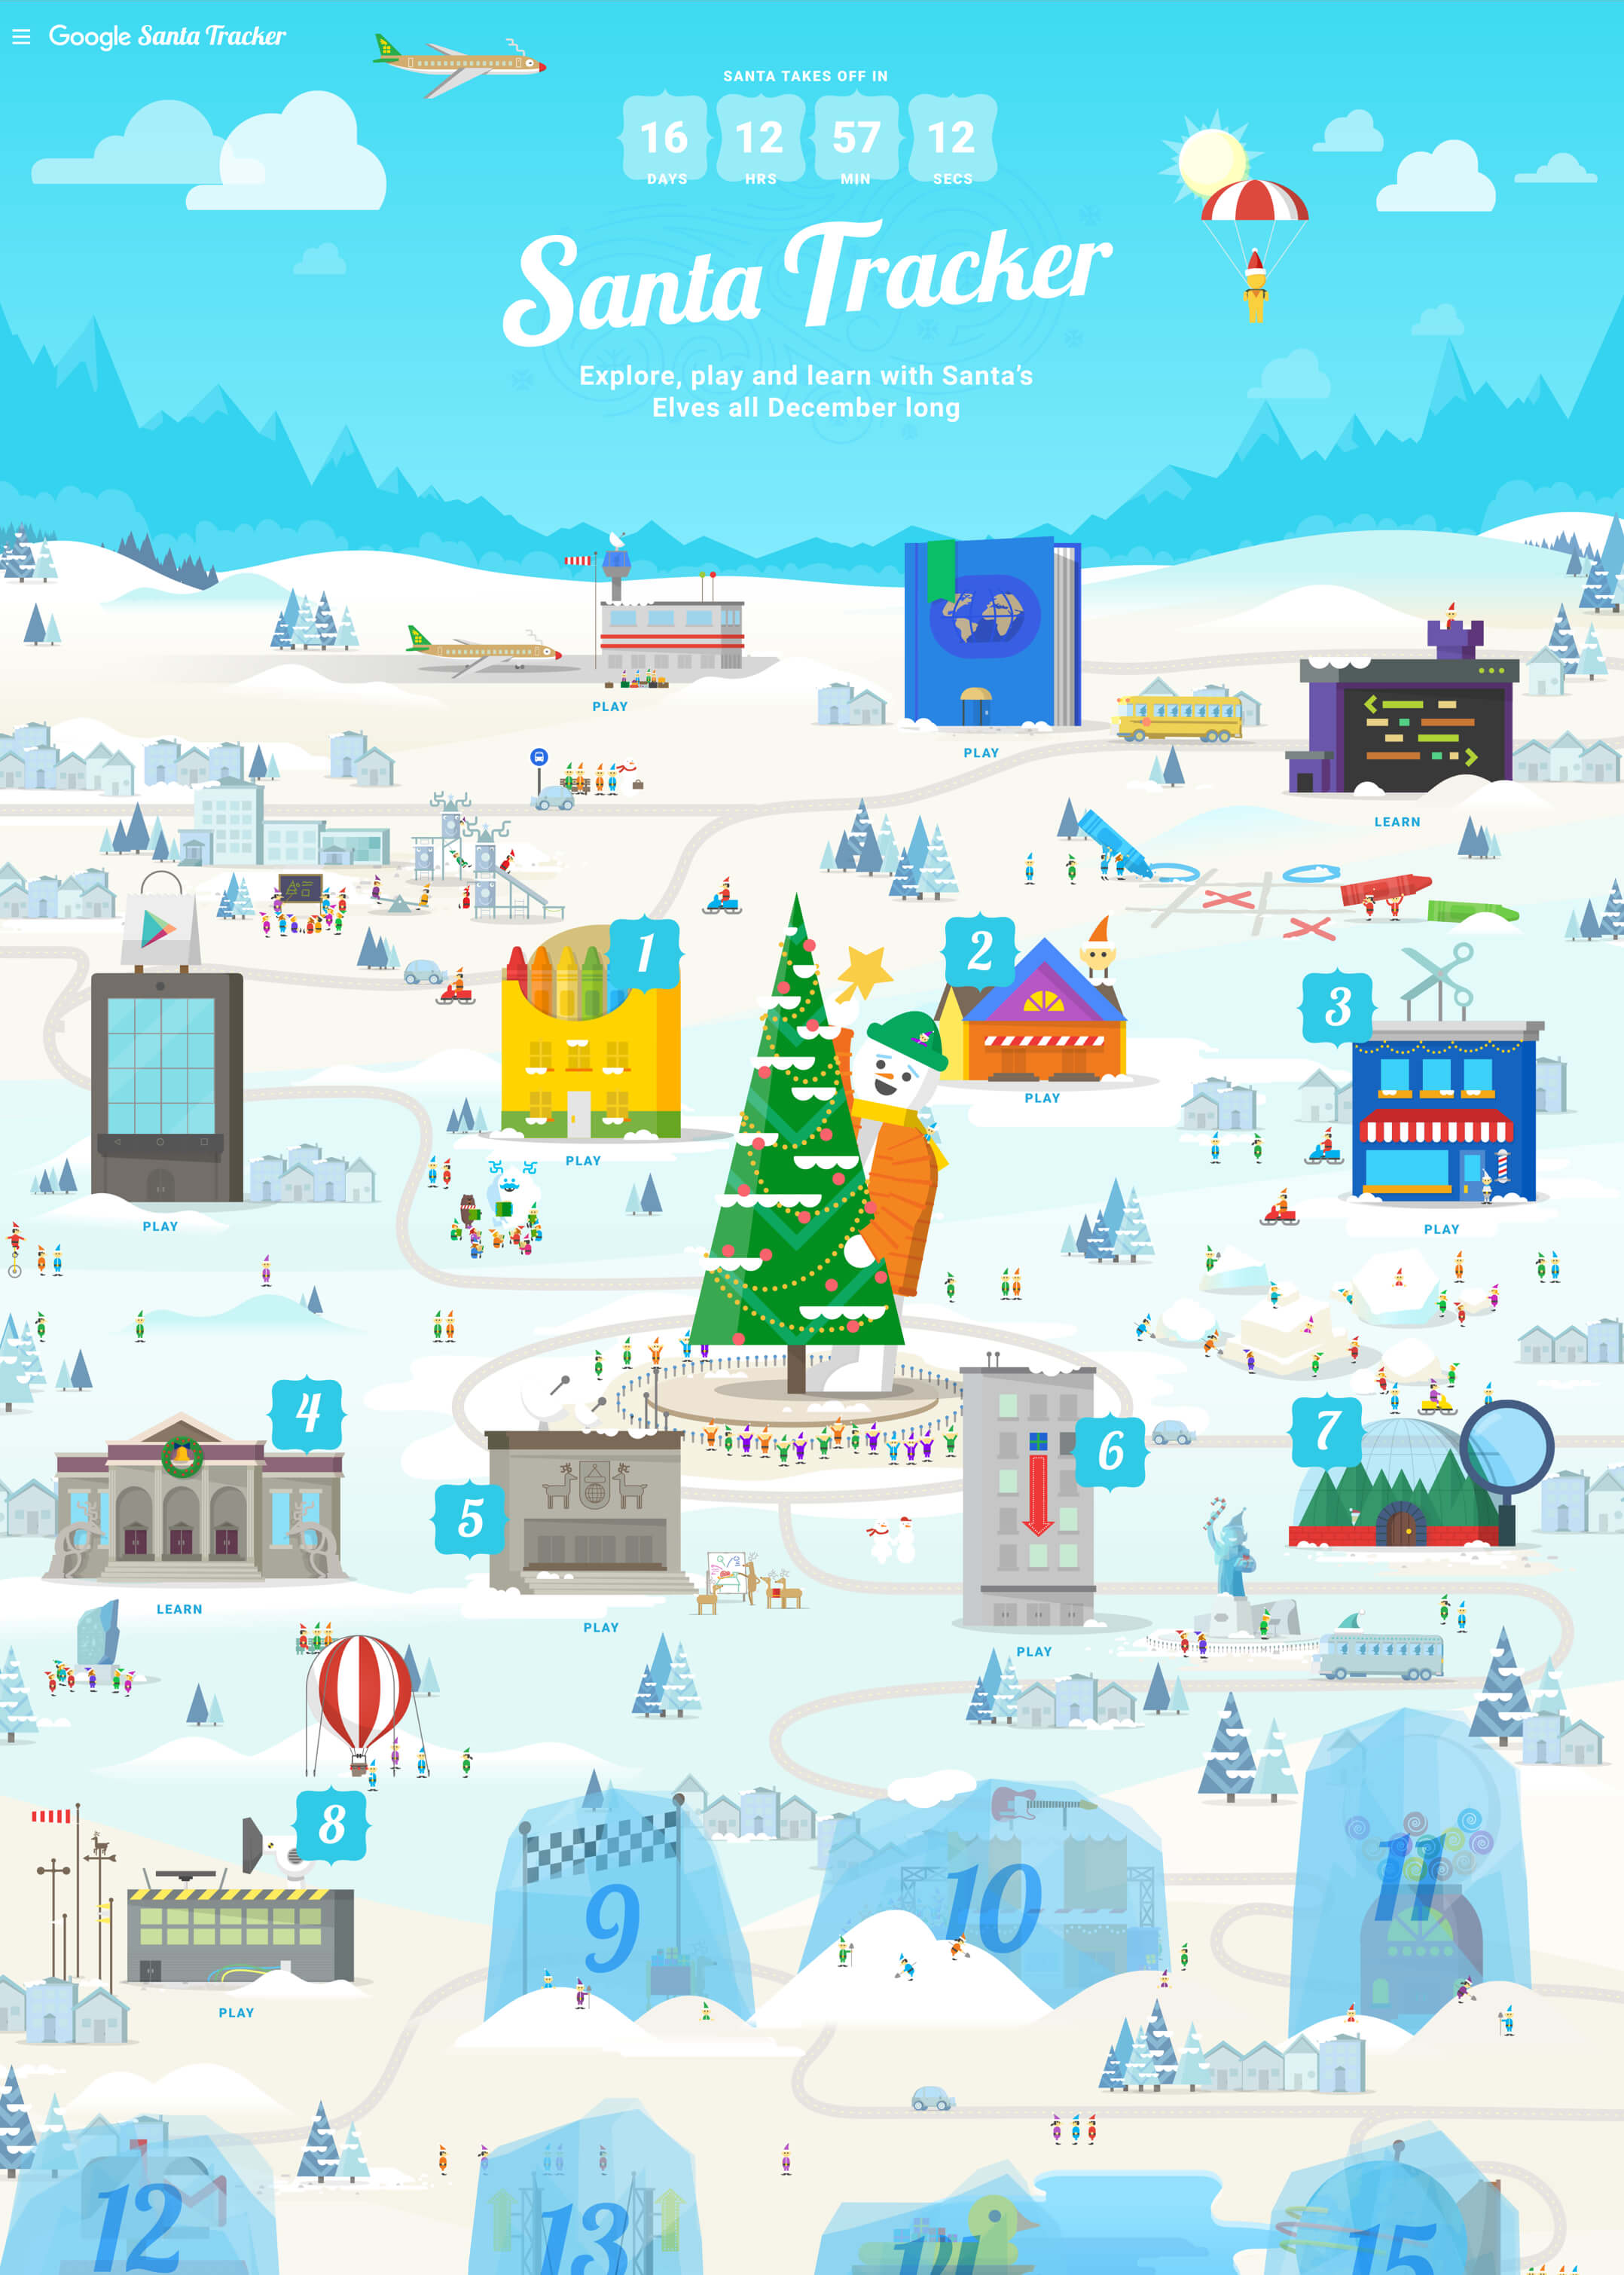 Google Santa Tracker
SANTA TAKES OFF IN
16 12 57 12
DAYS HRS MIN SECS
Santa Tracker
Explore, play and learn with Santa's
Elves all December long
PLAY
PLAY
LEARN
1
2
3
PLAY
PLAY
PLAY
PLAY
4
5
6
7
LEARN
PLAY
PLAY
8
9
10
11
PLAY
12
13
14
15